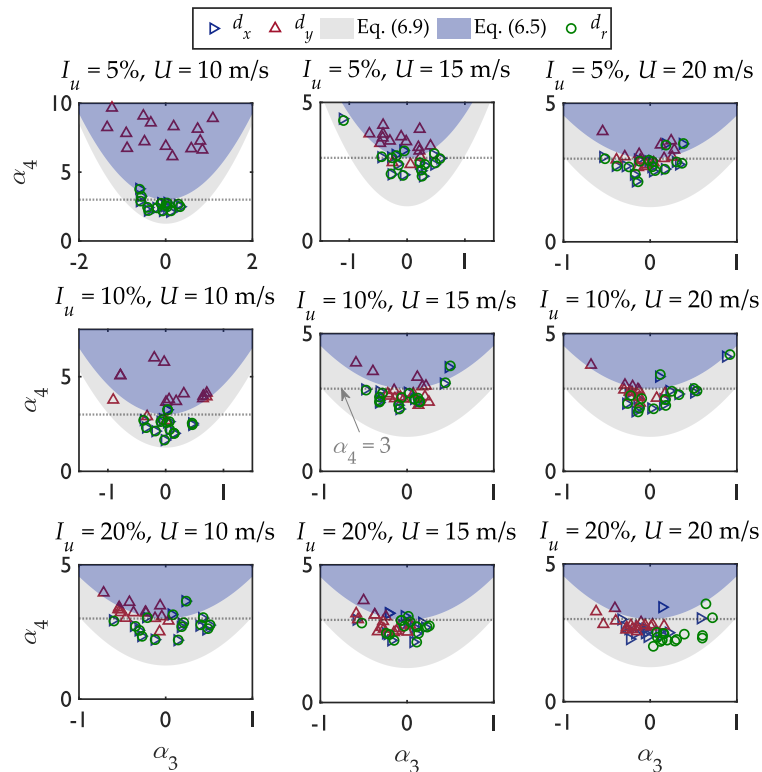 d_x d_y Eq. (6.9) Eq. (6.5) d_r
I_u = 5%, U = 10 m/s I_u = 5%, U = 15 m/s I_u = 5%, U = 20 m/s
10 5 5
α_4
5
0 0 0
-2 0 2 -1 0 1 -1 0 1
I_u = 10%, U = 10 m/s I_u = 10%, U = 15 m/s I_u = 10%, U = 20 m/s
5 5 5
α_4
α_4 = 3
0 0 0
-1 0 1 -1 0 1 -1 0 1
I_u = 20%, U = 10 m/s I_u = 20%, U = 15 m/s I_u = 20%, U = 20 m/s
5 5 5
α_4
0 0 0
-1 0 1 -1 0 1 -1 0 1
α_3 α_3 α_3